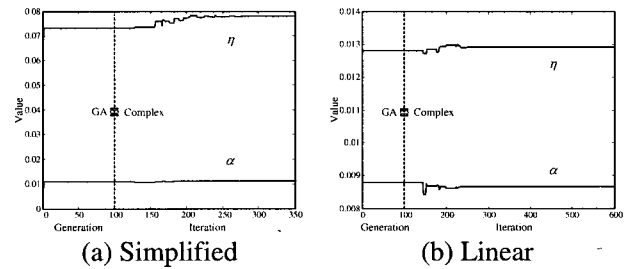 0.08
0.07
0.06
0.05
0.04
0.03
0.02
0.01
0
Value
η
GA Complex
α
0 50 100 150 200 250 300 350
Generation Iteration
(a) Simplified
0.014
0.013
0.012
0.011
0.010
0.009
0.008
Value
η
GA Complex
α
0 100 200 300 400 500 600
Generation Iteration
(b) Linear